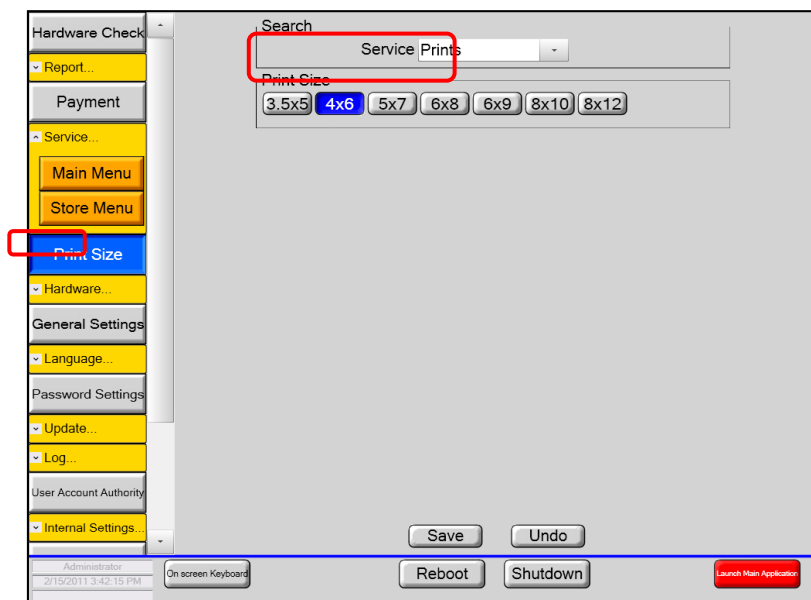 Hardware Check
Report...
Payment
Service...
Main Menu
Store Menu
Print Size
Hardware...
General Settings
Language...
Password Settings
Update...
Log...
User Account Authority
Internal Settings...
Search
Service Prints
Print Size
3.5x5 4x6 5x7 6x8 6x9 8x10 8x12
Save Undo
Administrator
2/15/2011 3:42:15 PM
On screen Keyboard
Reboot Shutdown
Launch Main Application